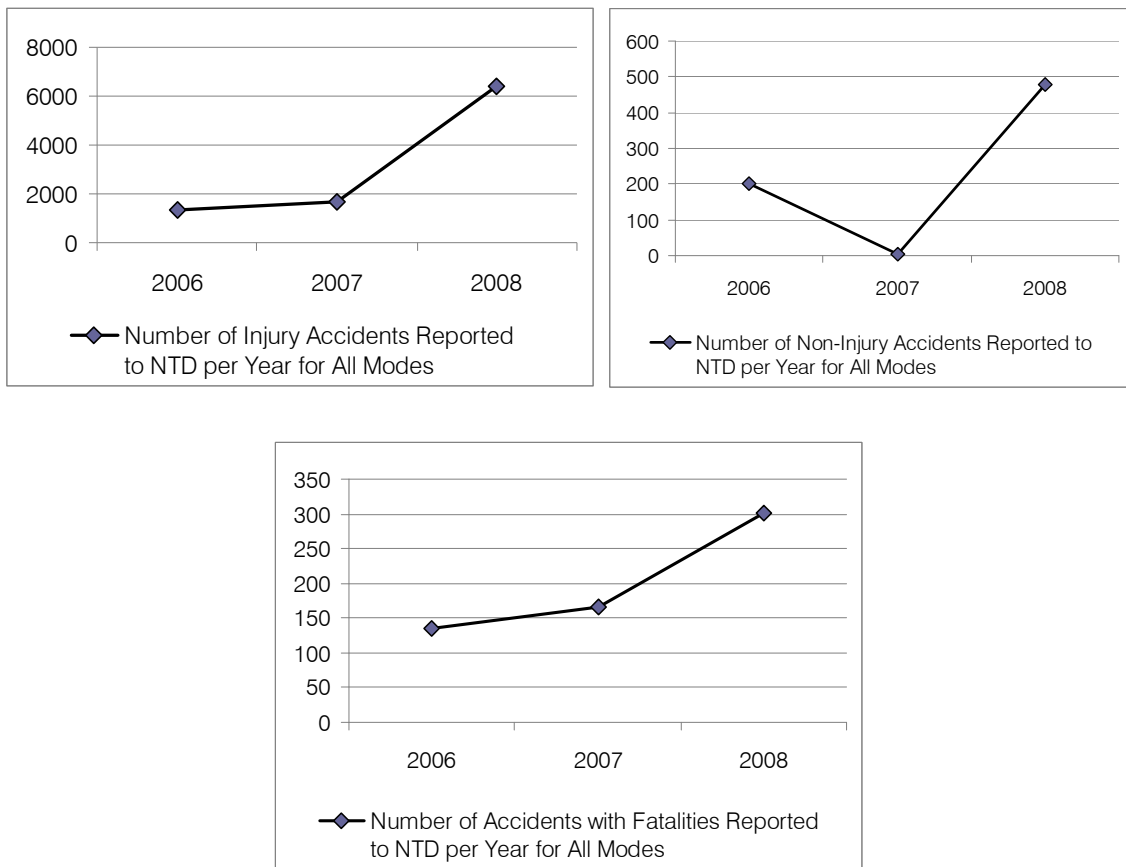 8000
6000
4000
2000
0
2006 2007 2008
Number of Injury Accidents Reported
to NTD per Year for All Modes
600
500
400
300
200
100
0
2006 2007 2008
Number of Non-Injury Accidents Reported to
NTD per Year for All Modes
350
300
250
200
150
100
50
0
2006 2007 2008
Number of Accidents with Fatalities Reported
to NTD per Year for All Modes